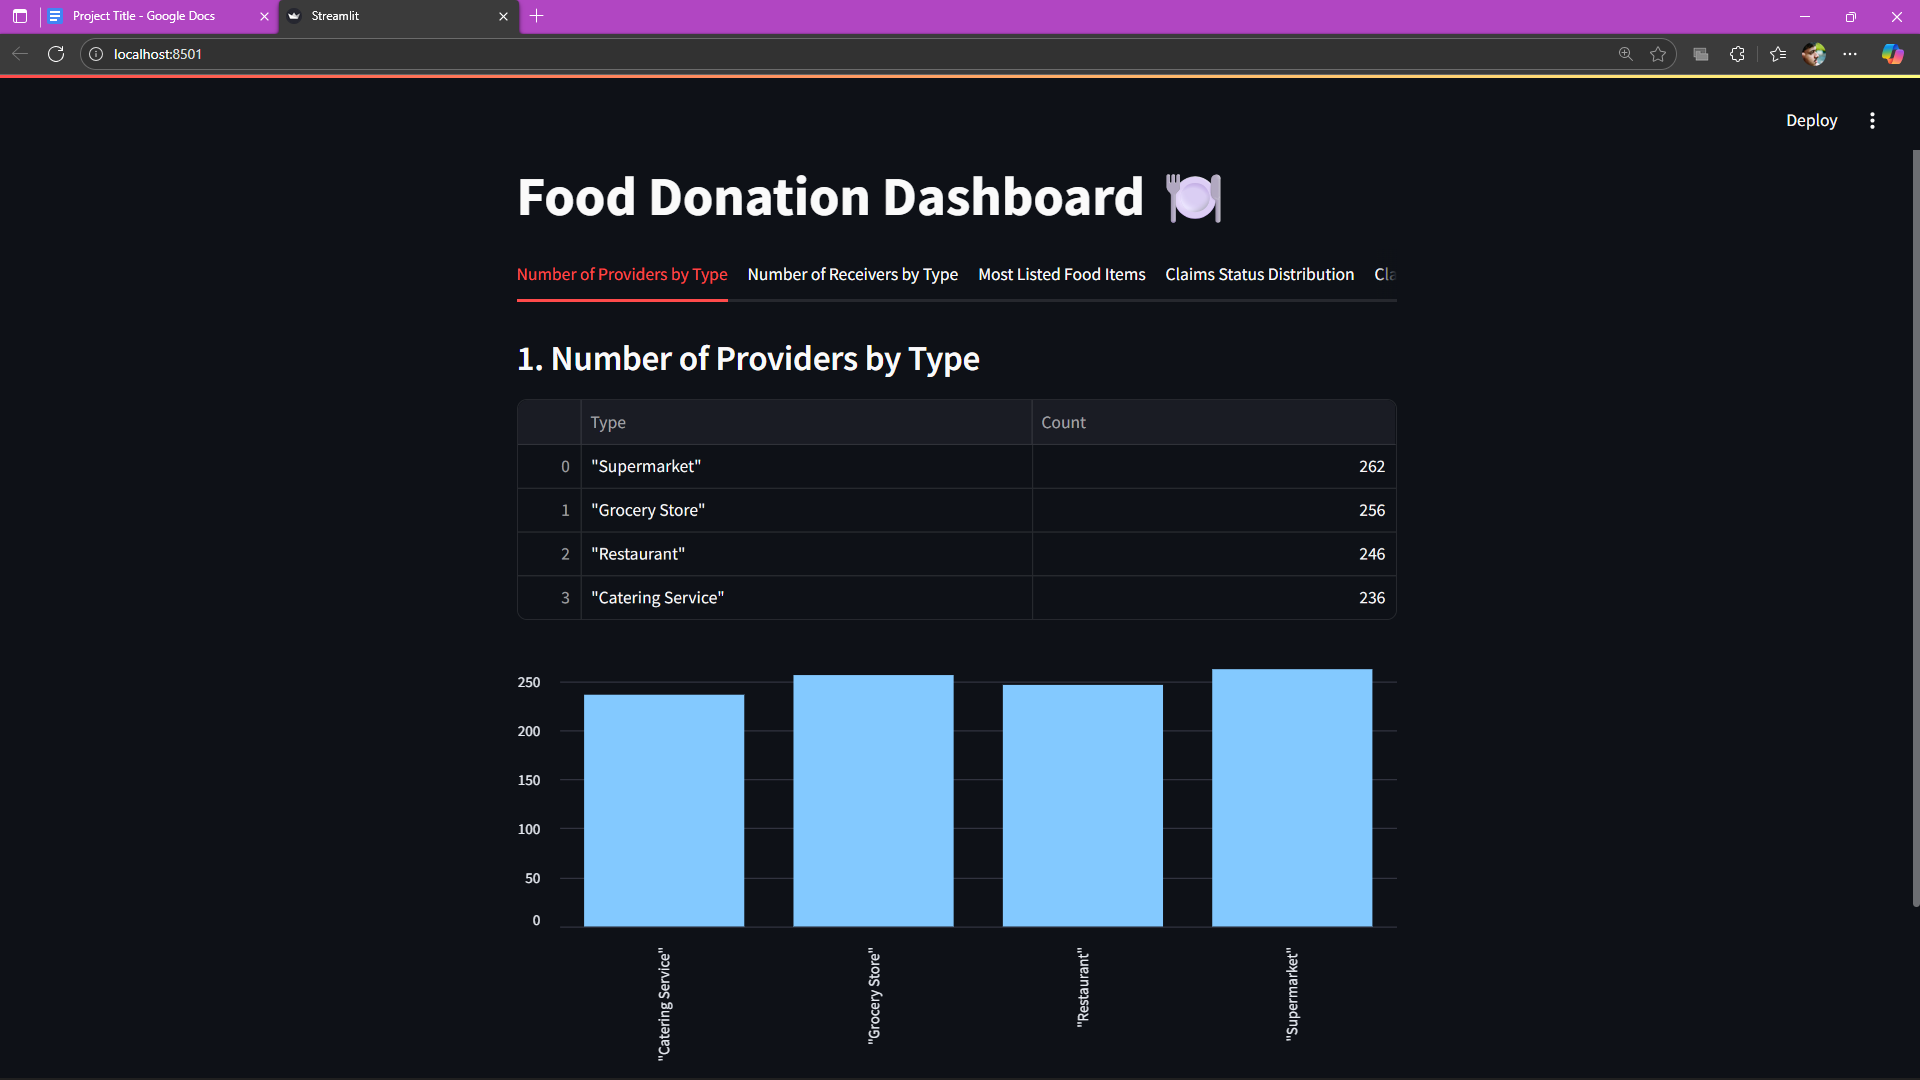 Project Title - Google Docs
Streamlit
localhost:8501
Deploy
Food Donation Dashboard
Number of Providers by Type Number of Receivers by Type Most Listed Food Items Claims Status Distribution Cla
1. Number of Providers by Type
Type Count
0 "Supermarket" 262
1 "Grocery Store" 256
2 "Restaurant" 246
3 "Catering Service" 236
250
200
150
100
50
0
"Catering Service"
"Grocery Store"
"Restaurant"
"Supermarket"